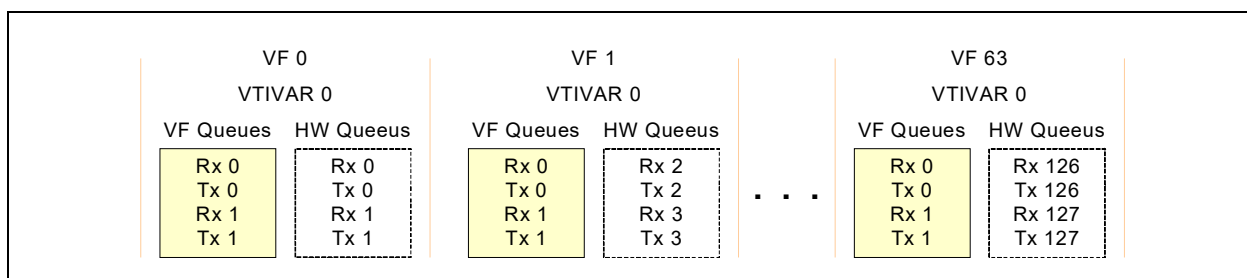 VF 0
VTIVAR 0
VF Queues HW Queeus
Rx 0 Rx 0
Tx 0 Tx 0
Rx 1 Rx 1
Tx 1 Tx 1
VF 1
VTIVAR 0
VF Queues HW Queeus
Rx 0 Rx 2
Tx 0 Tx 2
Rx 1 Rx 3
Tx 1 Tx 3
. . .
VF 63
VTIVAR 0
VF Queues HW Queeus
Rx 0 Rx 126
Tx 0 Tx 126
Rx 1 Rx 127
Tx 1 Tx 127